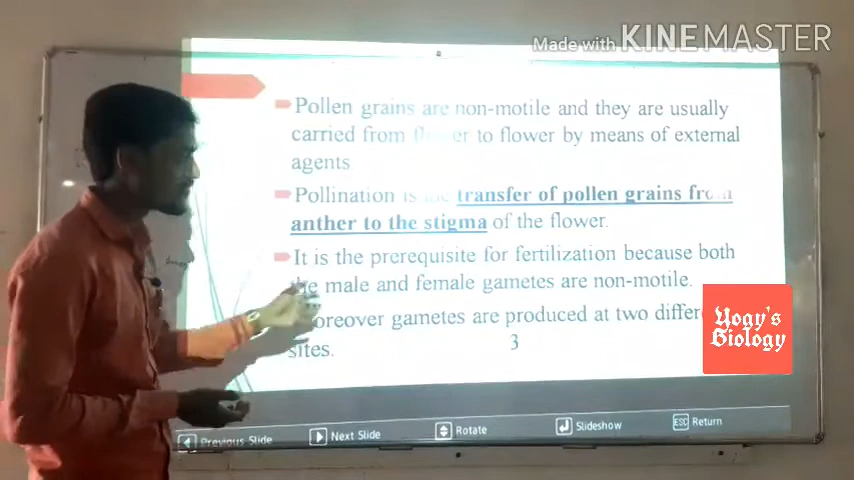 Made with KINEMASTER
Pollen grains are non-motile and they are usually
carried from flower to flower by means of external
agents
Pollination is the transfer of pollen grains from
anther to the stigma of the flower.
It is the prerequisite for fertilization because both
the male and female gametes are non-motile.
Moreover gametes are produced at two different
sites.
3
Yogy's
Biology
Previous Slide
Next Slide
Rotate
Slideshow
ESC Return